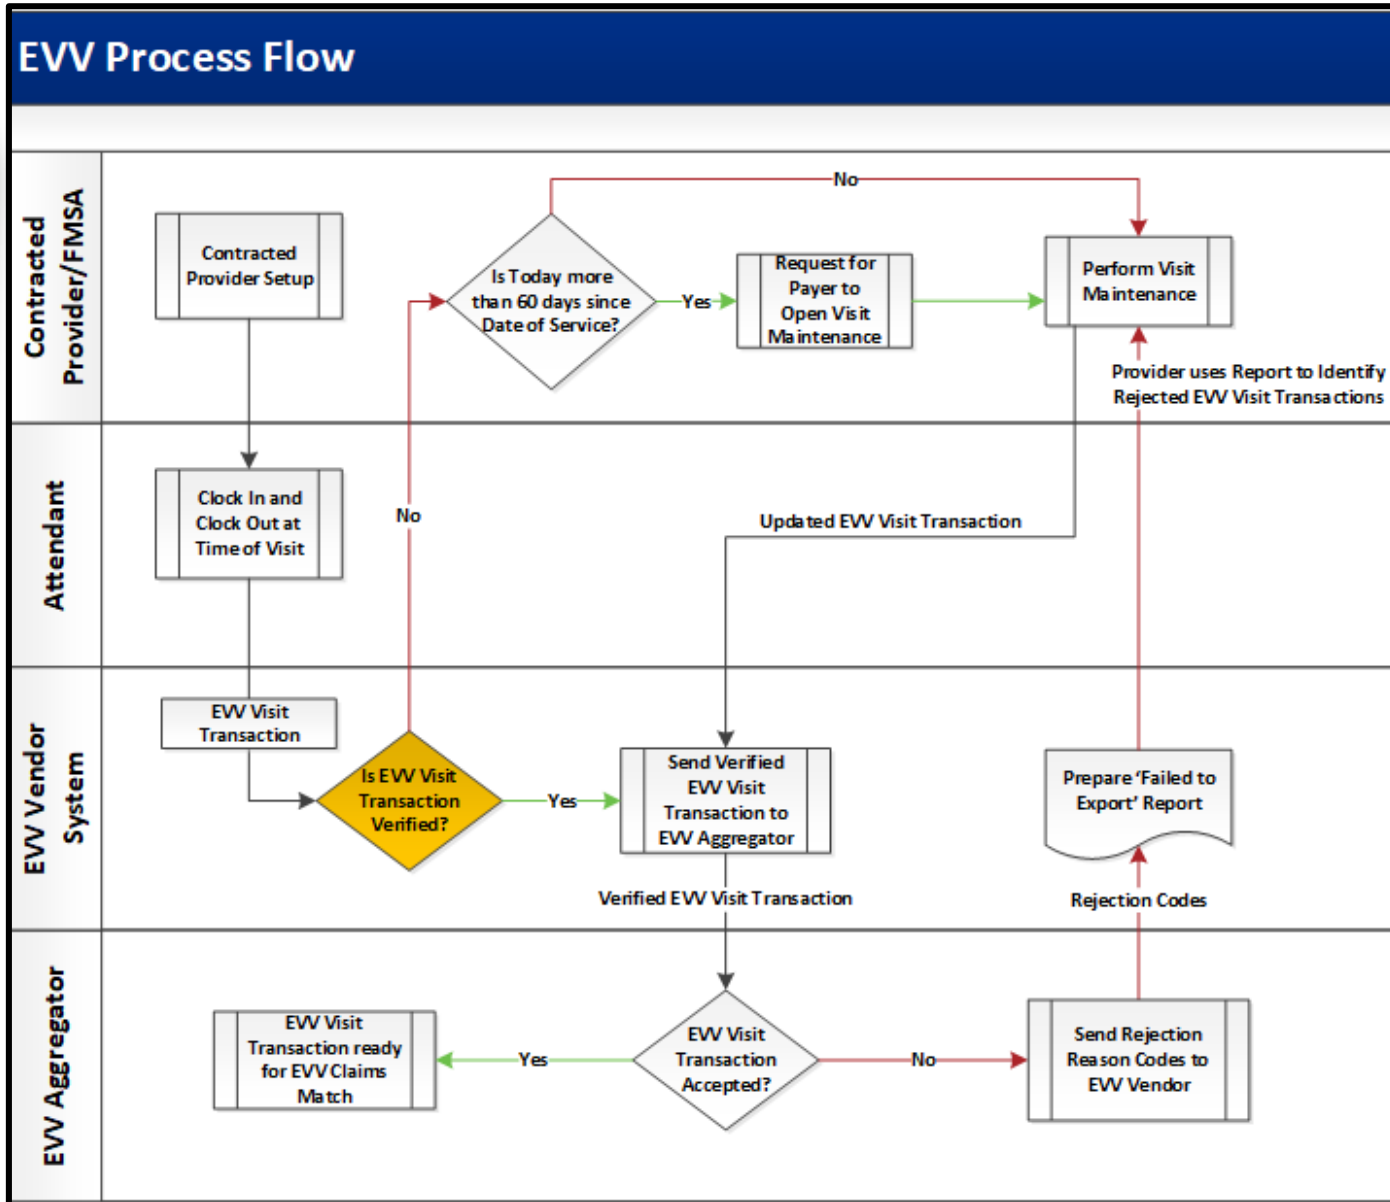 EVV Process Flow
Contracted
Provider/FMSA
Contracted
Provider Setup
Is Today more
than 60 days since
Date of Service?
No
Yes
Request for
Payer to
Open Visit
Maintenance
Perform Visit
Maintenance
Provider uses Report to Identify
Rejected EVV Visit Transactions
Attendant
Clock In and
Clock Out at
Time of Visit
No
Updated EVV Visit Transaction
EVV Vendor
System
EVV Visit
Transaction
Is EVV Visit
Transaction
Verified?
Yes
Send Verified
EVV Visit
Transaction to
EVV Aggregator
Prepare ‘Failed to
Export’ Report
Verified EVV Visit Transaction
Rejection Codes
EVV Aggregator
EVV Visit
Transaction ready
for EVV Claims
Match
Yes
EVV Visit
Transaction
Accepted?
No
Send Rejection
Reason Codes to
EVV Vendor